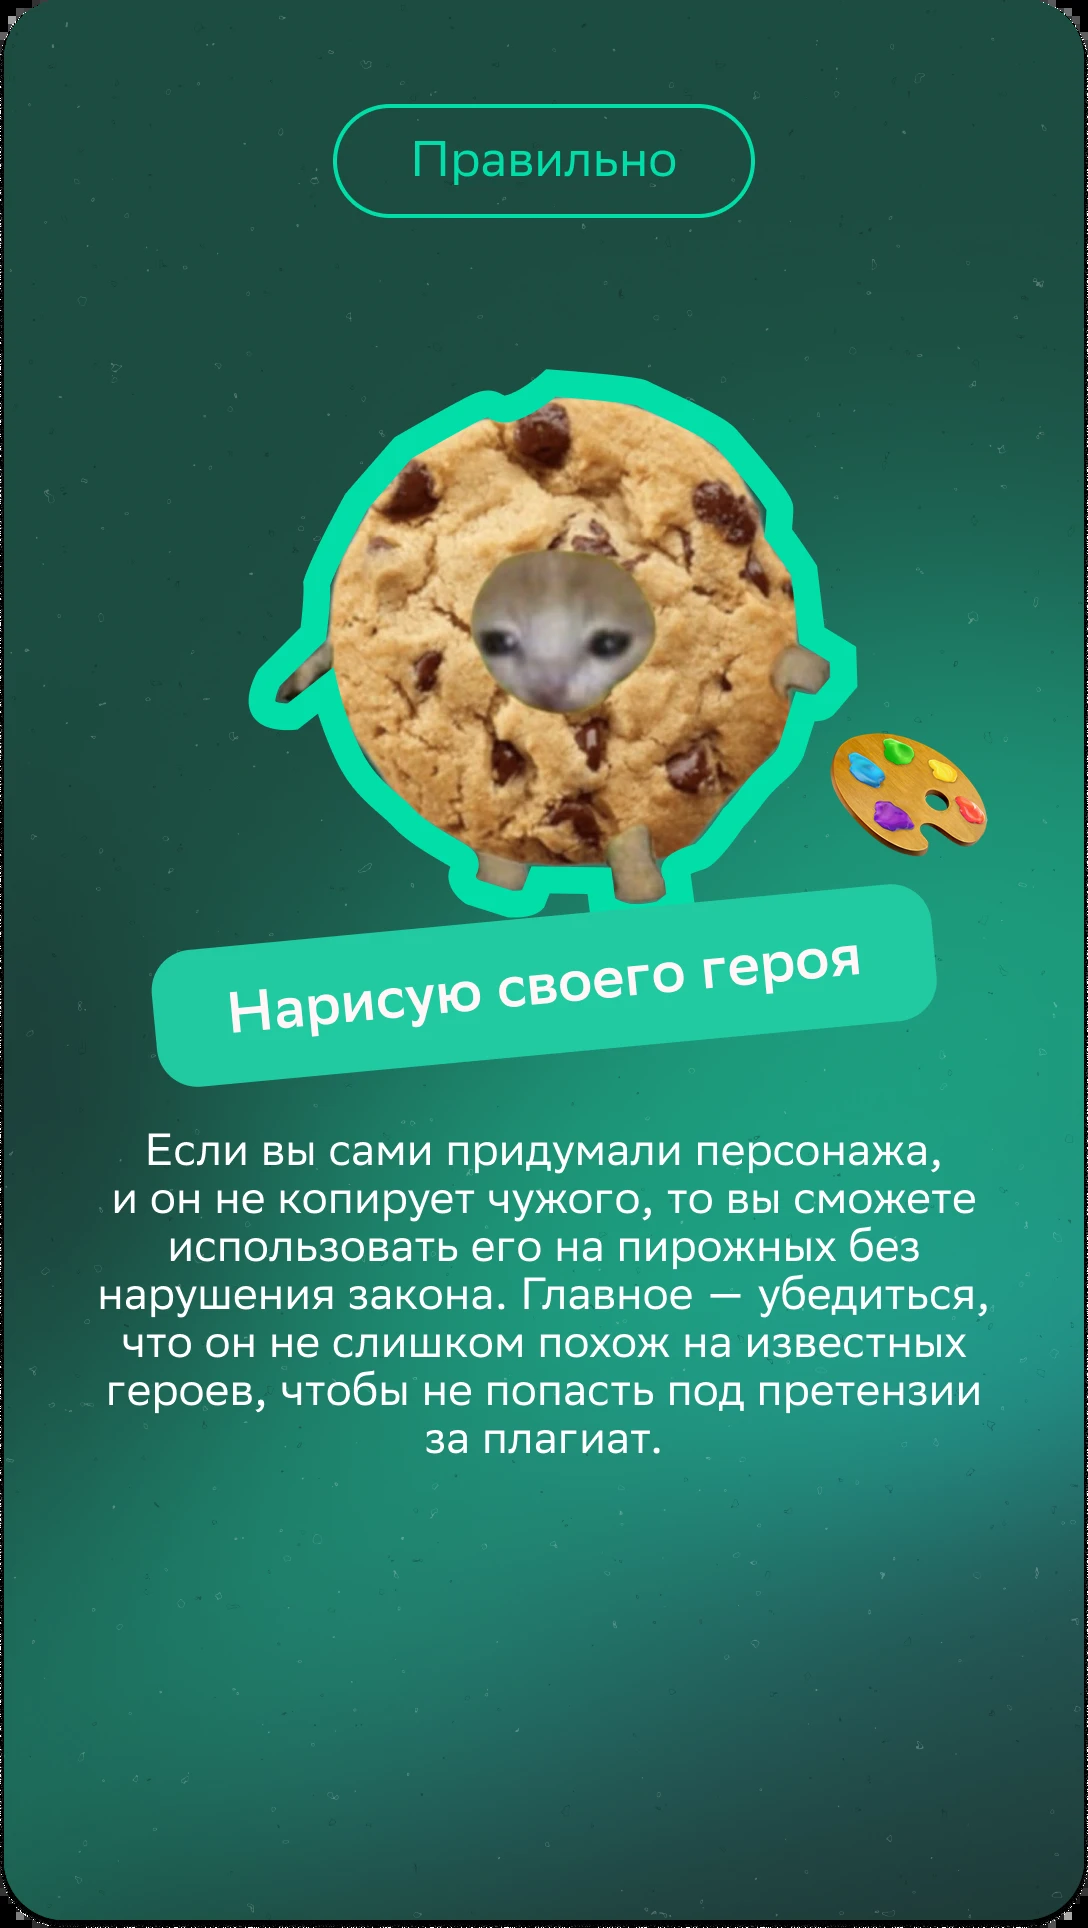 Правильно
Нарисую своего героя
Если вы сами придумали персонажа,
и он не копирует чужого, то вы сможете
использовать его на пирожных без
нарушения закона. Главное — убедиться,
что он не слишком похож на известных
героев, чтобы не попасть под претензии
за плагиат.